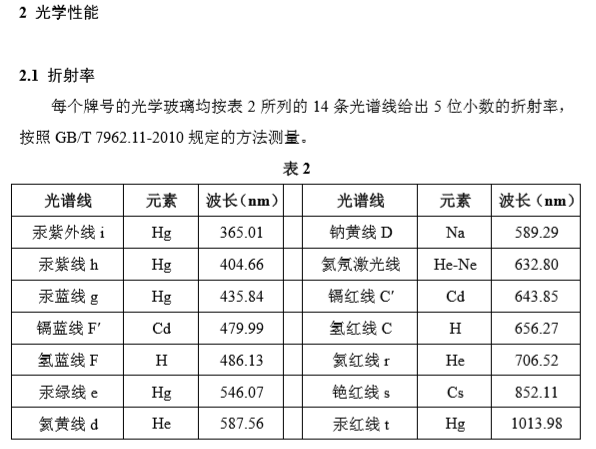 2 光学性能
2.1 折射率
每个牌号的光学玻璃均按表 2 所列的 14 条光谱线给出 5 位小数的折射率，
按照 GB/T 7962.11-2010 规定的方法测量。
表 2
光谱线 元素 波长（nm） 光谱线 元素 波长（nm）
汞紫外线 i Hg 365.01 钠黄线 D Na 589.29
汞紫线 h Hg 404.66 氦氖激光线 He-Ne 632.80
汞蓝线 g Hg 435.84 镉红线 C′ Cd 643.85
镉蓝线 F′ Cd 479.99 氢红线 C H 656.27
氢蓝线 F H 486.13 氦红线 r He 706.52
汞绿线 e Hg 546.07 铯红线 s Cs 852.11
氦黄线 d He 587.56 汞红线 t Hg 1013.98